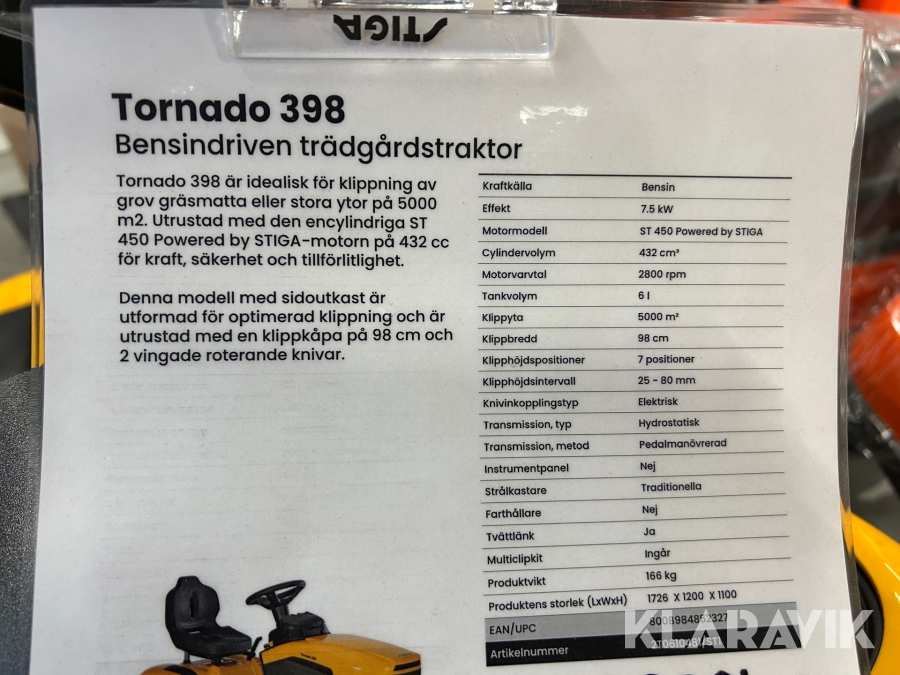 STIGA
Tornado 398
Bensindriven trädgårdstraktor
Tornado 398 är idealisk för klippning av
grov gräsmatta eller stora ytor på 5000
m2. Utrustad med den encylindriga ST
450 Powered by STIGA-motorn på 432 cc
för kraft, säkerhet och tillförlitlighet.
Denna modell med sidoutkast är
utformad för optimerad klippning och är
utrustad med en klippkåpa på 98 cm och
2 vingade roterande knivar.
Kraftkälla Bensin
Effekt 7.5 kW
Motormodell ST 450 Powered by STIGA
Cylindervolym 432 cm³
Motorvarvtal 2800 rpm
Tankvolym 6 l
Klippyta 5000 m²
Klippbredd 98 cm
Klipphöjdspositioner 7 positioner
Klipphöjdsintervall 25 - 80 mm
Knivinkopplingstyp Elektrisk
Transmission, typ Hydrostatisk
Transmission, metod Pedalmanövrerad
Instrumentpanel Nej
Strålkastare Traditionella
Farthållare Nej
Tvättlänk Ja
Multiclipkit Ingår
Produktvikt 166 kg
Produktens storlek (LxWxH) 1726 X 1200 X 1100
EAN/UPC 8008984852327
Artikelnummer
KLARAVIK